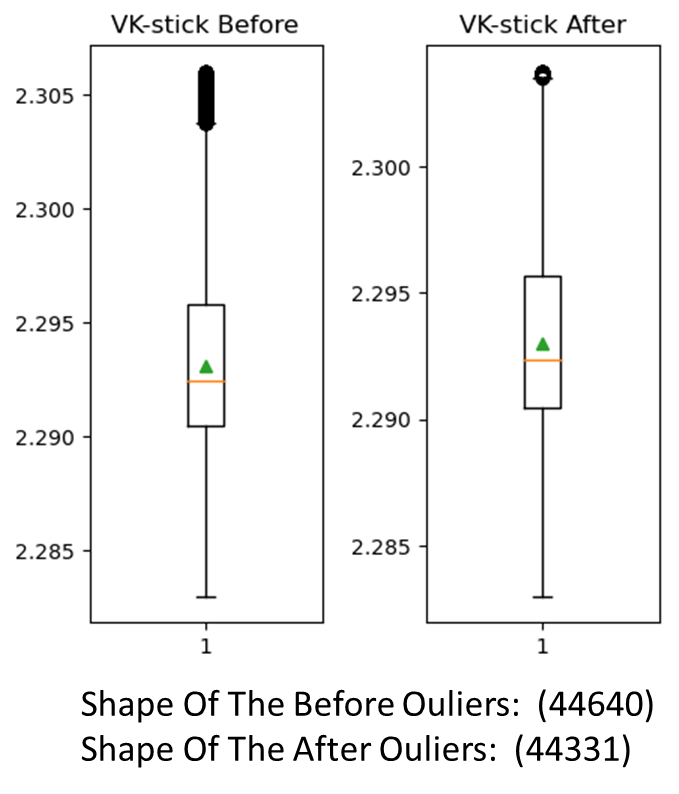 VK-stick Before
2.305
2.300
2.295
2.290
2.285
1
VK-stick After
2.300
2.295
2.290
2.285
1
Shape Of The Before Ouliers:  (44640)
Shape Of The After Ouliers:  (44331)